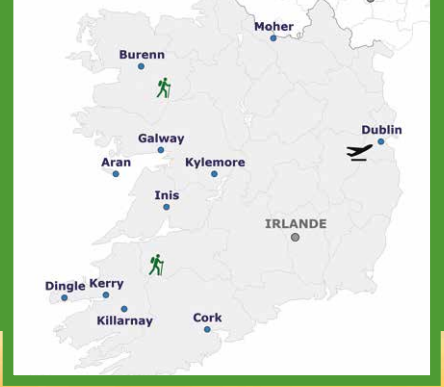 Moher
Burenn
Dublin
Galway
Aran
Kylemore
Inis
IRLANDE
Dingle
Kerry
Killarnay
Cork